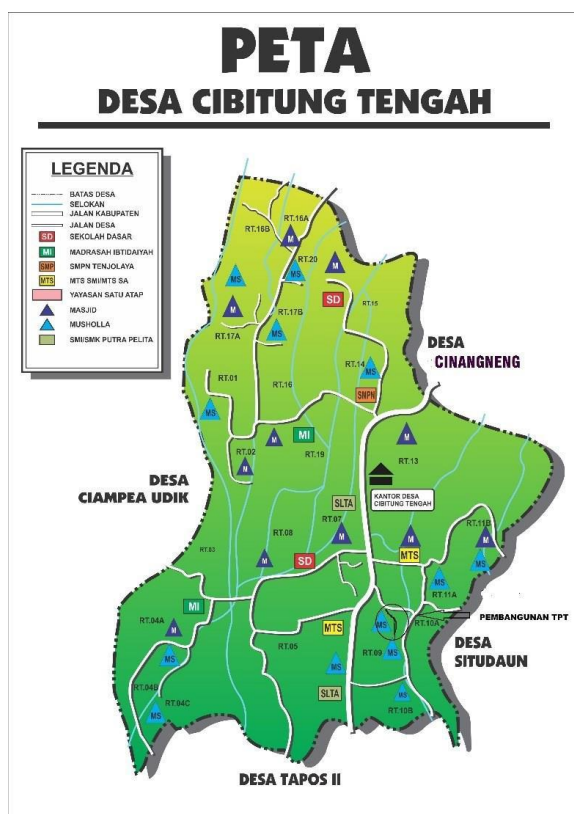 PETA
DESA CIBITUNG TENGAH
LEGENDA
BATAS DESA
SELOKAN
JALAN KABUPATEN
JALAN DESA
SD SEKOLAH DASAR
MI MADRASAH IBTIDAIYAH
SMP SMPN TENJOLAYA
MTS MTS SMI/MTS SA
YAYASAN SATU ATAP
MASJID
MUSHOLLA
SMI/SMK PUTRA PELITA
RT.16A
RT.16B
M
RT.20
MS
MS
M
SD
RT.15
M
RT.17B
MS
RT.17A
DESA
CINANGNENG
RT.14
MS
RT.01
RT.16
SMPN
MS
M
MI
M
RT.02
RT.19
RT.13
M
DESA
CIAMPEA UDIK
KANTOR DESA
CIBITUNG TENGAH
SLTA
RT.07
RT.11B
RT.08
M
M
M
RT.03
MTS
M
SD
MS
MS
RT.11A
MI
RT.04A
M
MTS
MS
RT.10A
PEMBANGUNAN TPT
DESA
SITUDAUN
RT.05
RT.09
MS
MS
MS
RT.04B
SLTA
MS
RT.04C
MS
RT.10B
DESA TAPOS II